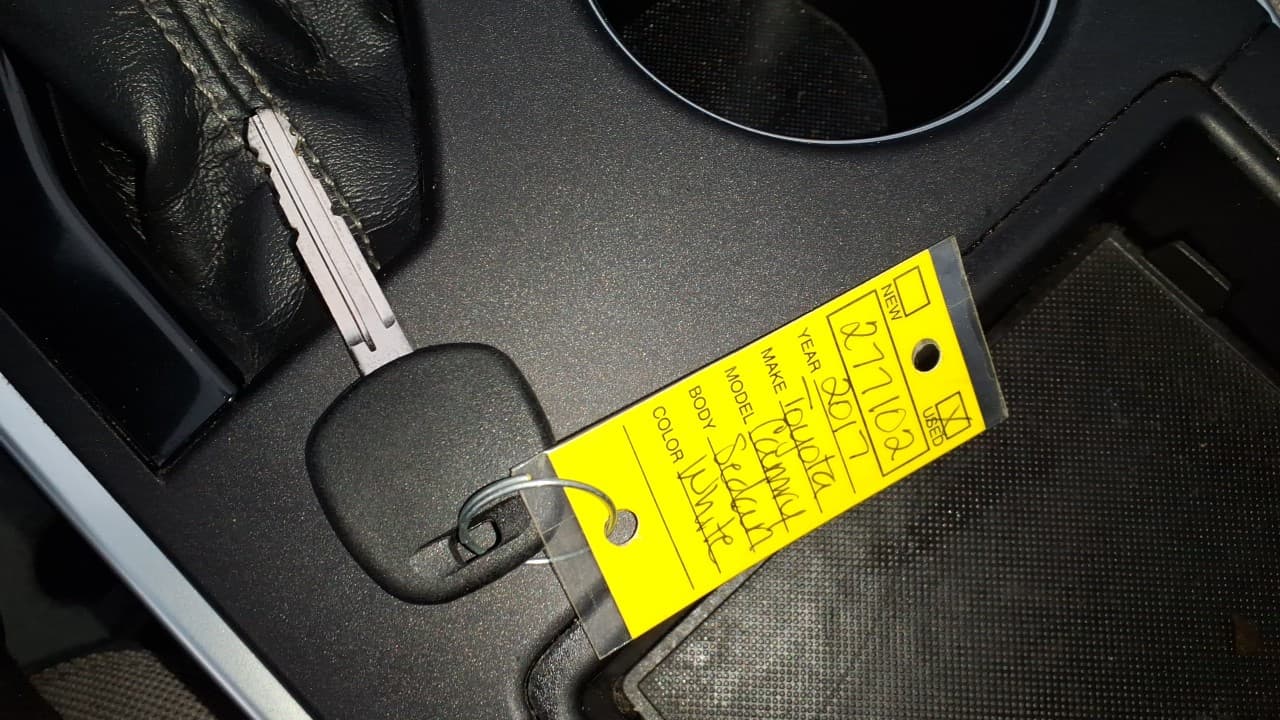 NEW USED X
277102
YEAR 2017
MAKE Toyota
MODEL Camry
BODY Sedan
COLOR White